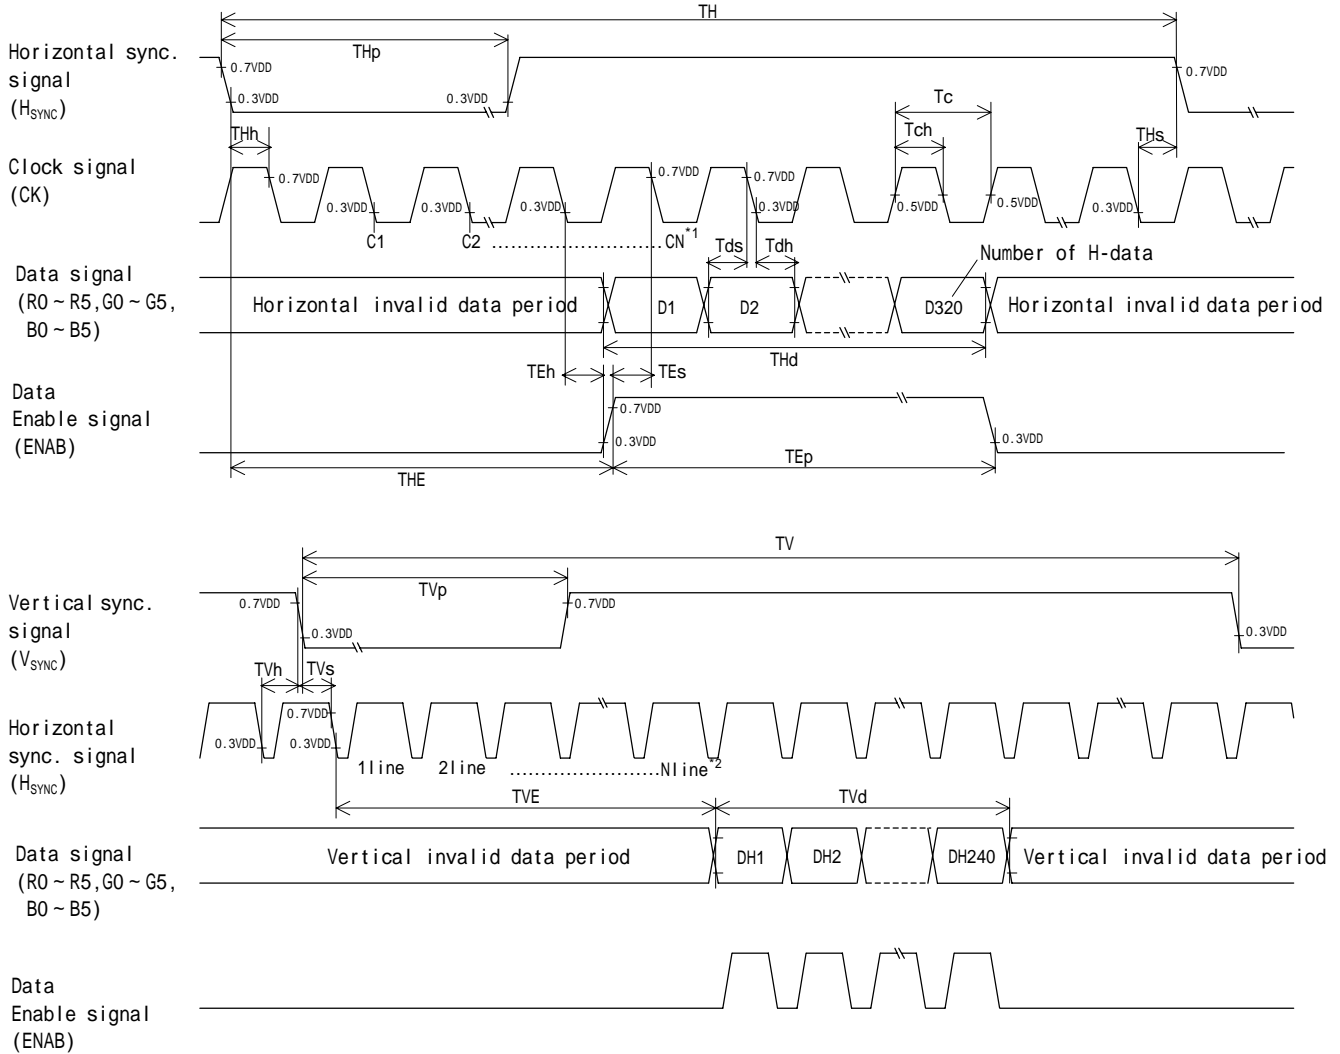 TH
THp
Horizontal sync.
signal
(HSYNC)
0.7VDD
0.3VDD
0.3VDD
0.7VDD
THh
Tc
Tch
THs
Clock signal
(CK)
0.7VDD
0.3VDD
0.3VDD
0.3VDD
0.7VDD
0.7VDD
0.3VDD
0.5VDD
0.5VDD
0.3VDD
C1
C2
........................CN*1
Tds
Tdh
Number of H-data
Data signal
(R0~R5,G0~G5,
B0~B5)
Horizontal invalid data period
D1
D2
D320
Horizontal invalid data period
THd
TEh
TEs
Data
Enable signal
(ENAB)
0.7VDD
0.3VDD
0.3VDD
THE
TEp
TV
TVp
Vertical sync.
signal
(VSYNC)
0.7VDD
0.3VDD
0.7VDD
0.3VDD
TVh
TVs
Horizontal
sync. signal
(HSYNC)
0.7VDD
0.3VDD
0.3VDD
1line
2line
.....................Nline*2
TVE
TVd
Data signal
(R0~R5,G0~G5,
B0~B5)
Vertical invalid data period
DH1
DH2
DH240
Vertical invalid data period
Data
Enable signal
(ENAB)